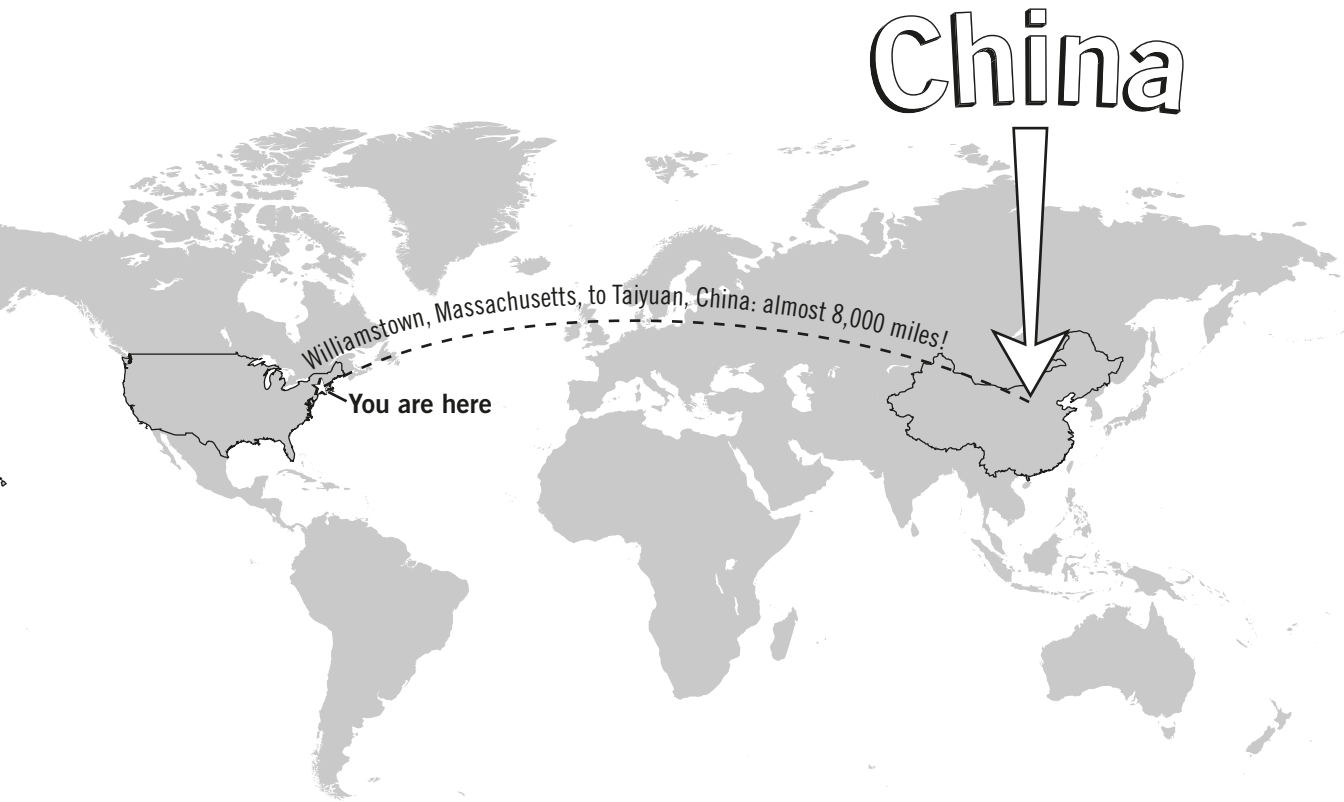 China
Williamstown, Massachusetts, to Taiyuan, China: almost 8,000 miles!
You are here